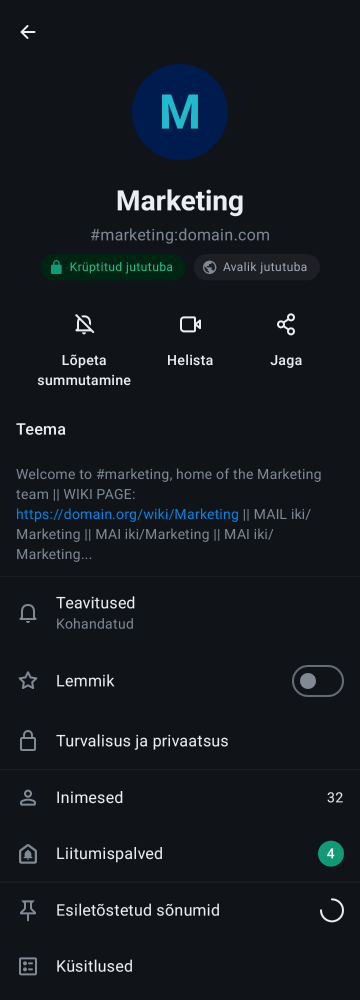 M
Marketing
#marketing:domain.com
Krüptitud jututuba
Avalik jututuba
Lõpeta
summutamine
Helista
Jaga
Teema
Welcome to #marketing, home of the Marketing
team || WIKI PAGE:
https://domain.org/wiki/Marketing || MAIL iki/
Marketing || MAI iki/Marketing || MAI iki/
Marketing...
Teavitused
Kohandatud
Lemmik
Turvalisus ja privaatsus
Inimesed
32
Liitumispalved
4
Esiletõstetud sõnumid
Küsitlused